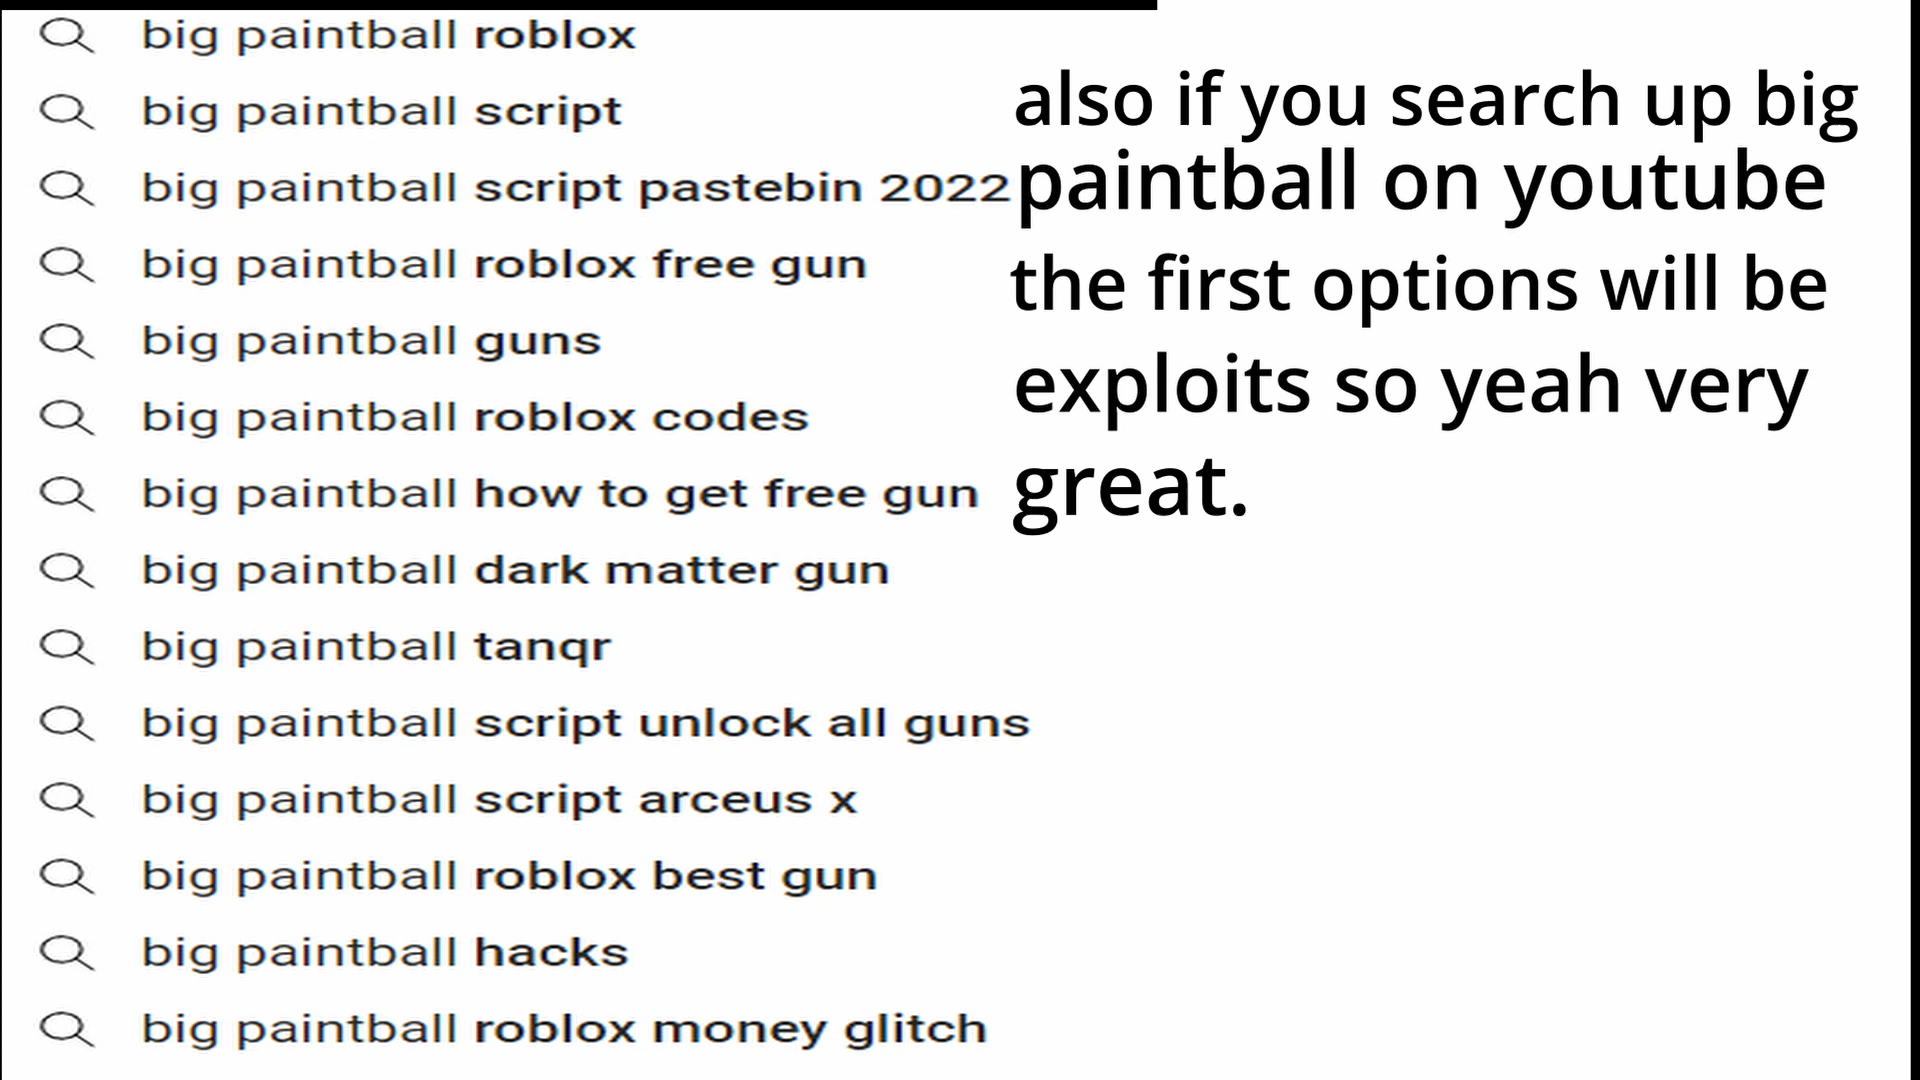 big paintball roblox
big paintball script
big paintball script pastebin 2022
big paintball roblox free gun
big paintball guns
big paintball roblox codes
big paintball how to get free gun
big paintball dark matter gun
big paintball tanqr
big paintball script unlock all guns
big paintball script arceus x
big paintball roblox best gun
big paintball hacks
big paintball roblox money glitch
also if you search up big
paintball on youtube
the first options will be
exploits so yeah very
great.